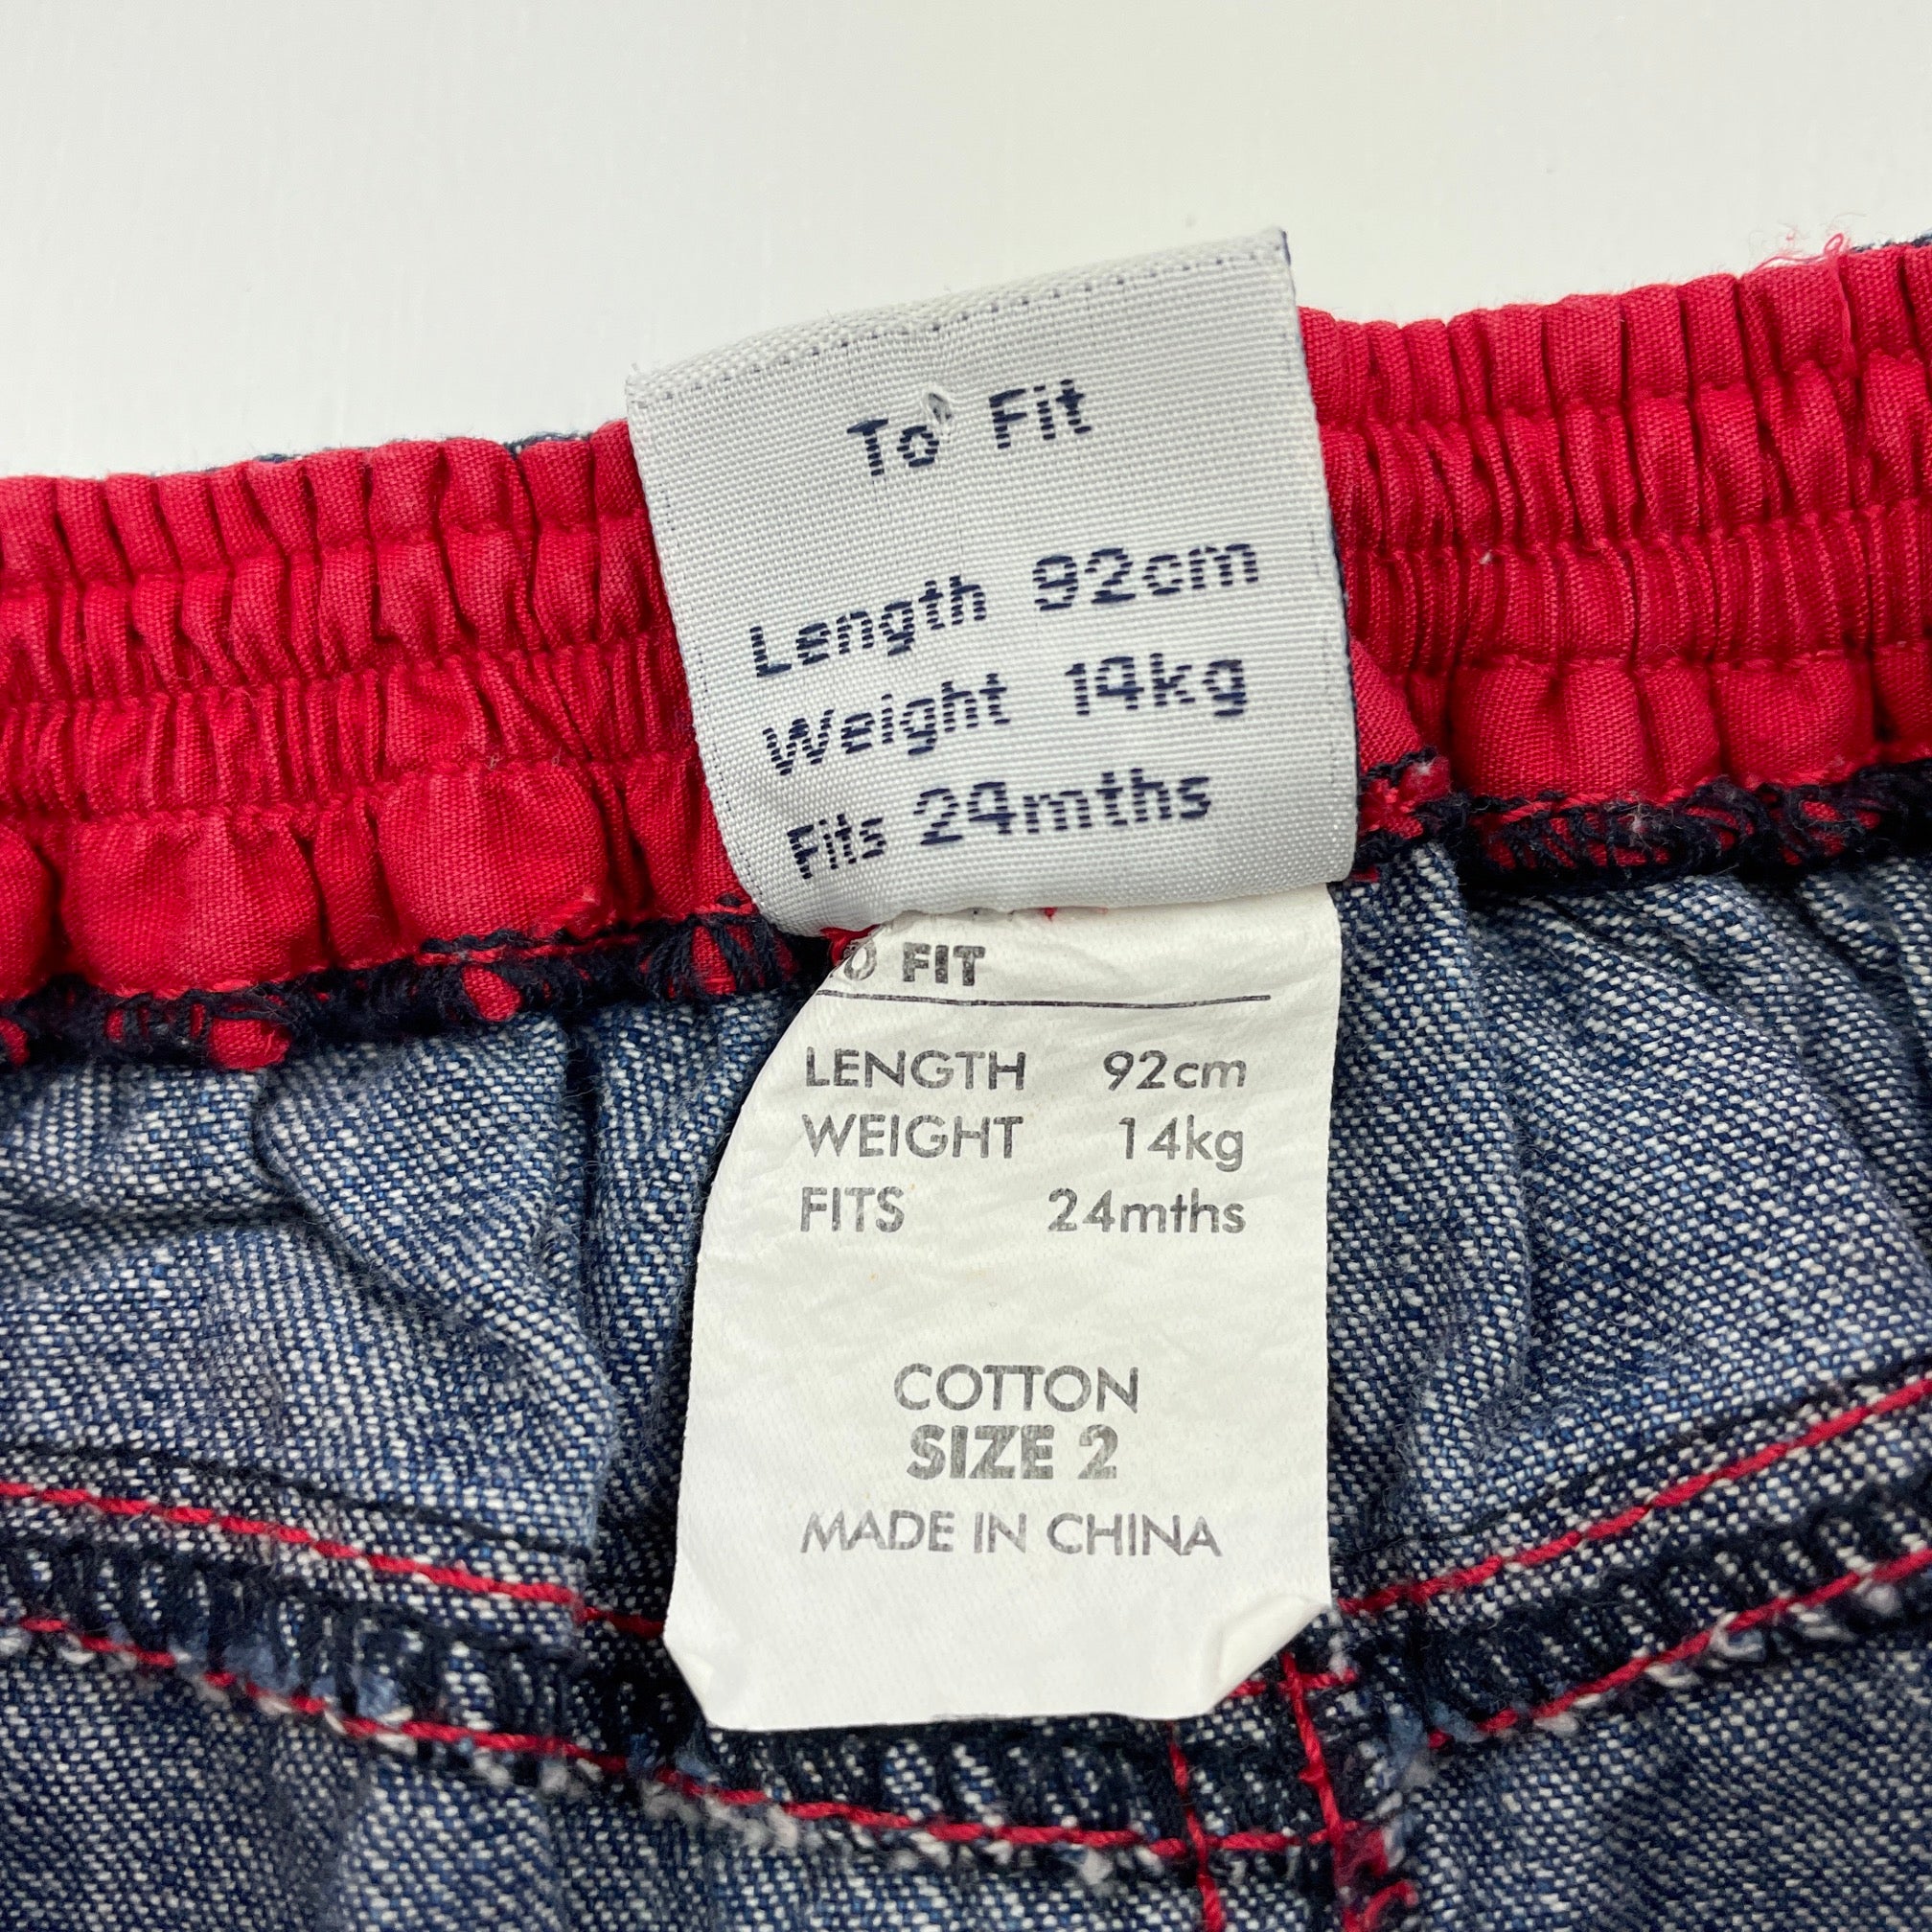 To Fit
Length 92cm
Weight 14kg
Fits 24mths
FIT
LENGTH 92cm
WEIGHT 14kg
FITS 24mths
COTTON
SIZE 2
MADE IN CHINA